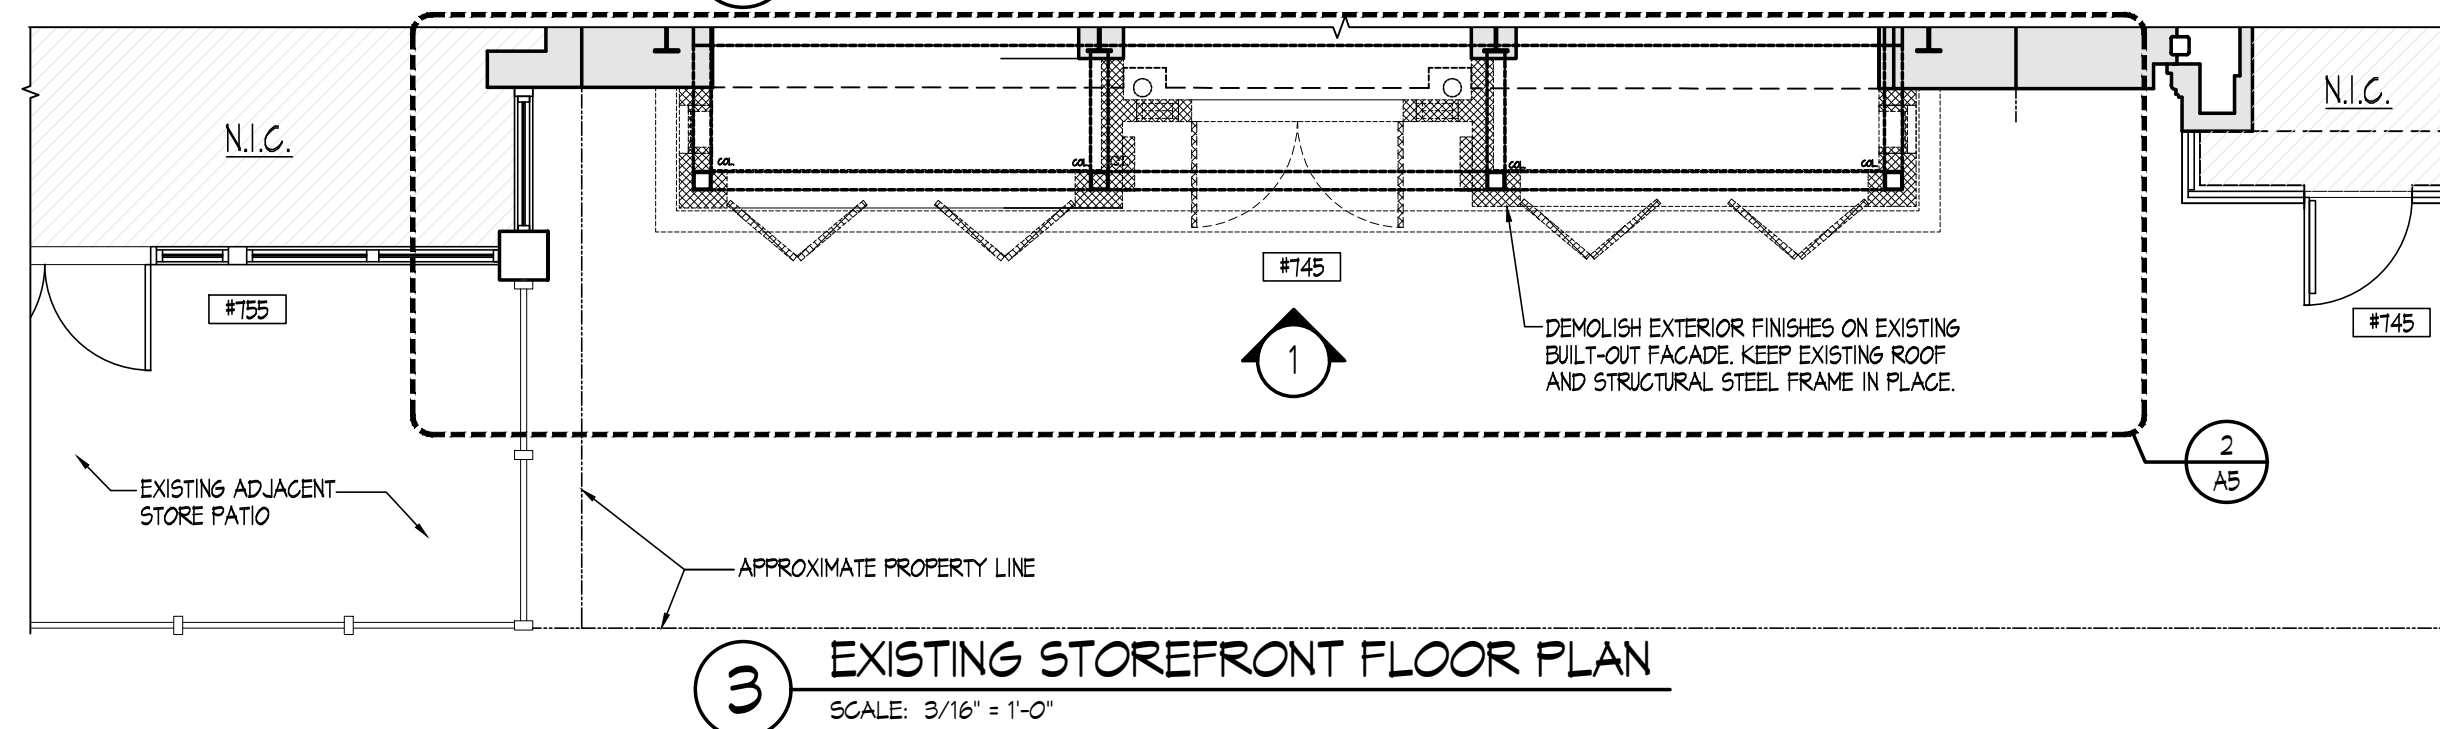 N.I.C.
N.I.C.
COL.
COL.
COL.
COL.
#755
#745
#745
1
DEMOLISH EXTERIOR FINISHES ON EXISTING
BUILT-OUT FACADE. KEEP EXISTING ROOF
AND STRUCTURAL STEEL FRAME IN PLACE.
2
A5
EXISTING ADJACENT
STORE PATIO
APPROXIMATE PROPERTY LINE
3
EXISTING STOREFRONT FLOOR PLAN
SCALE: 3/16" = 1'-0"